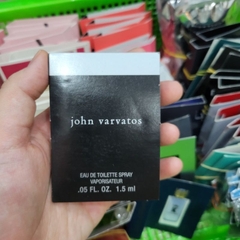 john varvatos
EAU DE TOILETTE SPRAY
VAPORISATEUR
.05 FL. OZ. 1.5 ml